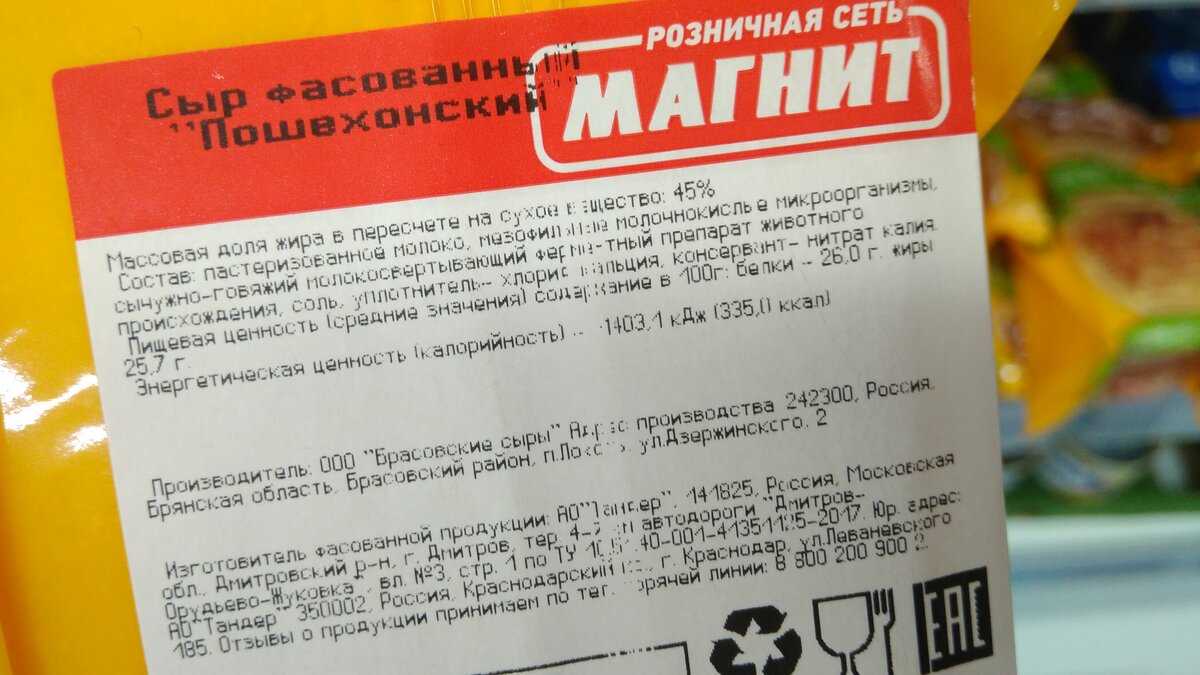 РОЗНИЧНАЯ СЕТЬ
МАГНИТ
Сыр фасованный
"Пошехонский"
Массовая доля жира в пересчете на сухое вещество: 45%
Состав: пастеризованное молоко, мезофильные молочнокислые микроорганизмы,
сычужно-говяжий молокосвертывающий ферментный препарат животного
происхождения, соль, уплотнитель- хлорид кальция, консервант- нитрат калия.
Пищевая ценность (средние значения) содержание в 100г: белки - 26,0 г. жиры
25,7 г.
Энергетическая ценность (калорийность) - 1403,1 кДж (335,0 ккал)
Производитель: ООО "Брасовские сыры" Адрес производства 242300, Россия,
Брянская область, Брасовский район, п.Локоть, ул.Дзержинского. 2
Изготовитель фасованной продукции: АО"Тандер", 141825, Россия, Московская
обл., Дмитровский р-н, г. Дмитров, тер. автодороги "Дмитров-
Орудьево-Жуковка", вл. №3, стр. 1 по ТУ Юр. адрес:
АО"Тандер" 350002, Россия, Краснодарский г. Краснодар, ул.Леваневского
185. Отзывы о продукции принимаем по тел. горячей линии: 8 800 200 900 2
EAC